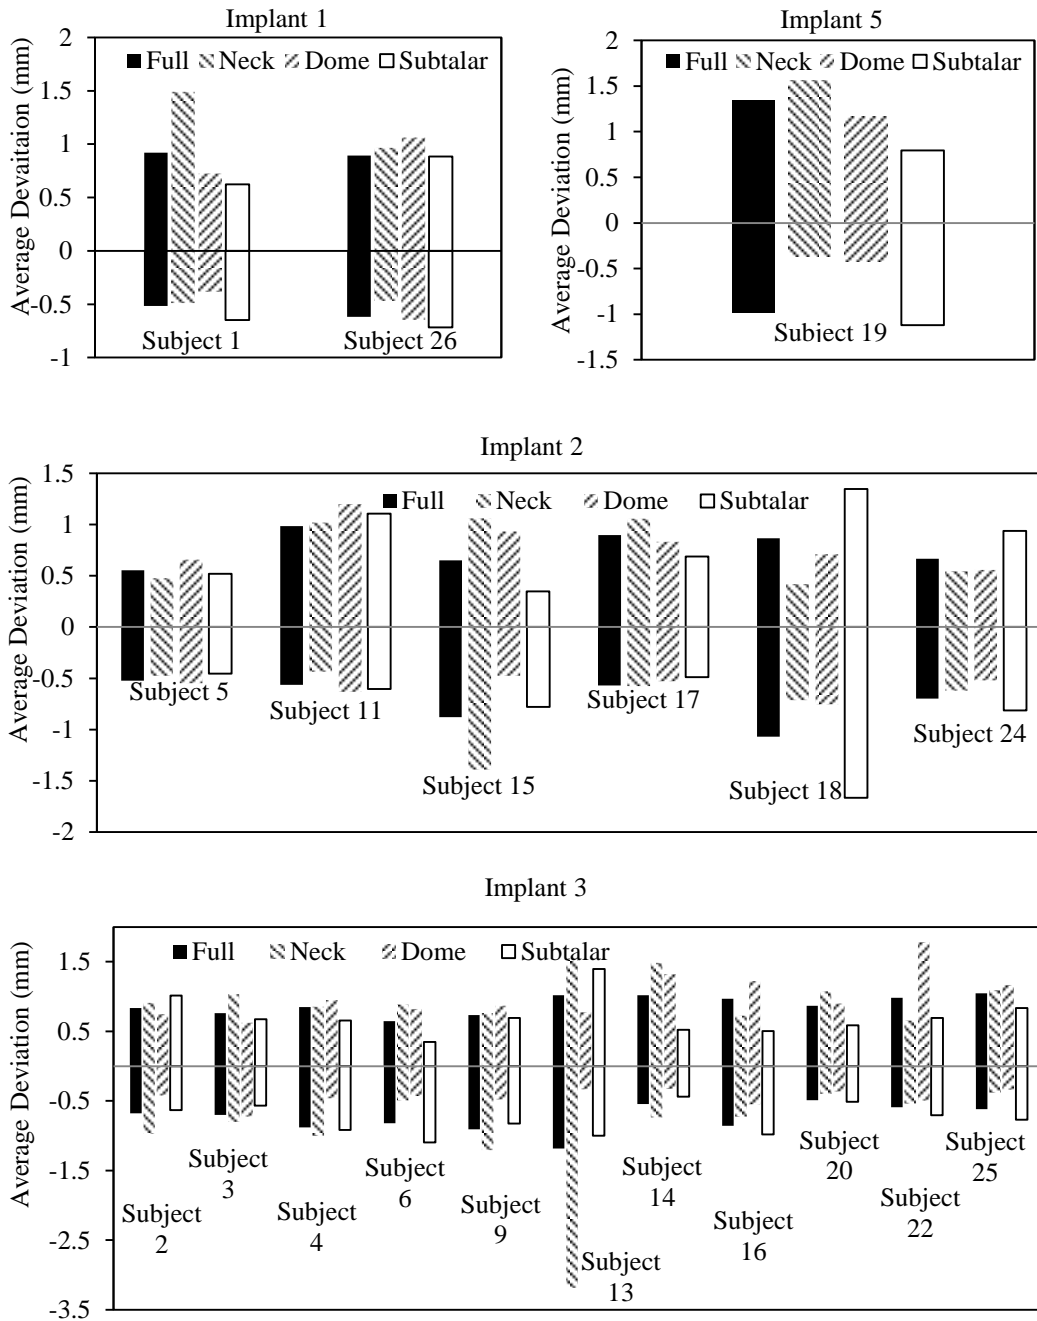 Implant 1
Average Devaitaion (mm)
2
1.5
1
0.5
0
-0.5
-1
Full Neck Dome Subtalar
Subject 1
Subject 26
Implant 5
Average Deviation (mm)
2
1.5
1
0.5
0
-0.5
-1
-1.5
Full Neck Dome Subtalar
Subject 19
Implant 2
Average Deviation (mm)
1.5
1
0.5
0
-0.5
-1
-1.5
-2
Full Neck Dome Subtalar
Subject 5
Subject 11
Subject 15
Subject 17
Subject 18
Subject 24
Implant 3
Average Deviation (mm)
1.5
0.5
-0.5
-1.5
-2.5
-3.5
Full Neck Dome Subtalar
Subject
2
Subject
3
Subject
4
Subject
6
Subject
9
Subject
13
Subject
14
Subject
16
Subject
20
Subject
22
Subject
25